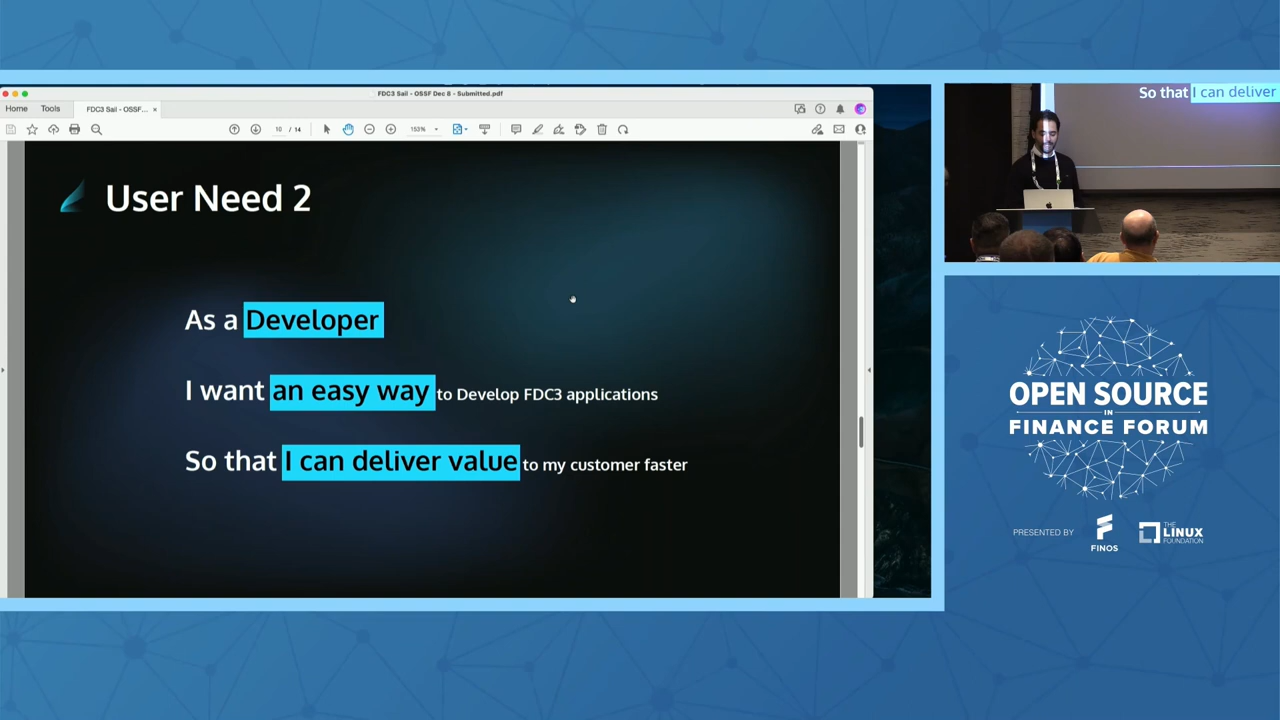 FDC3 Sail - OSSF Dec 8 - Submitted.pdf
Home
Tools
FDC3 Sail - OSSF... ×
10 / 14
153%
User Need 2
As a Developer
I want an easy way to Develop FDC3 applications
So that I can deliver value to my customer faster
So that I can deliver
OPEN SOURCE
IN
FINANCE FORUM
PRESENTED BY
FINOS
THE
LINUX
FOUNDATION